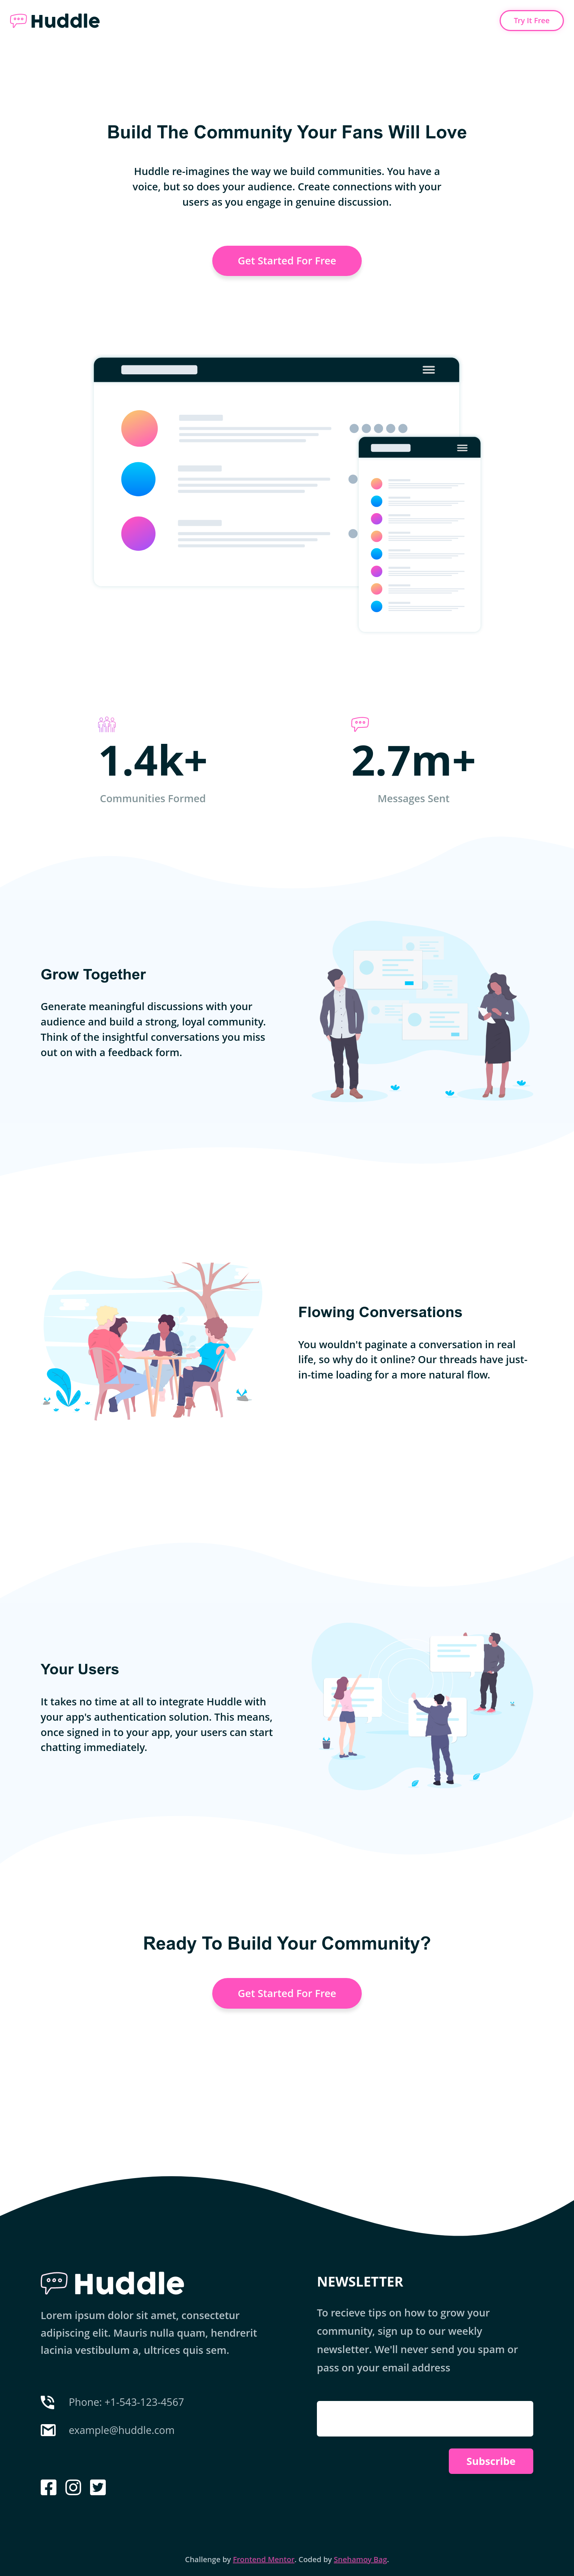 Huddle
Try It Free
Build The Community Your Fans Will Love
Huddle re-imagines the way we build communities. You have a
voice, but so does your audience. Create connections with your
users as you engage in genuine discussion.
Get Started For Free
1.4k+
Communities Formed
2.7m+
Messages Sent
Grow Together
Generate meaningful discussions with your
audience and build a strong, loyal community.
Think of the insightful conversations you miss
out on with a feedback form.
Flowing Conversations
You wouldn't paginate a conversation in real
life, so why do it online? Our threads have just-
in-time loading for a more natural flow.
Your Users
It takes no time at all to integrate Huddle with
your app's authentication solution. This means,
once signed in to your app, your users can start
chatting immediately.
Ready To Build Your Community?
Get Started For Free
Huddle
Lorem ipsum dolor sit amet, consectetur
adipiscing elit. Mauris nulla quam, hendrerit
lacinia vestibulum a, ultrices quis sem.
Phone: +1-543-123-4567
example@huddle.com
NEWSLETTER
To recieve tips on how to grow your
community, sign up to our weekly
newsletter. We'll never send you spam or
pass on your email address
Subscribe
Challenge by Frontend Mentor. Coded by Snehamoy Bag.